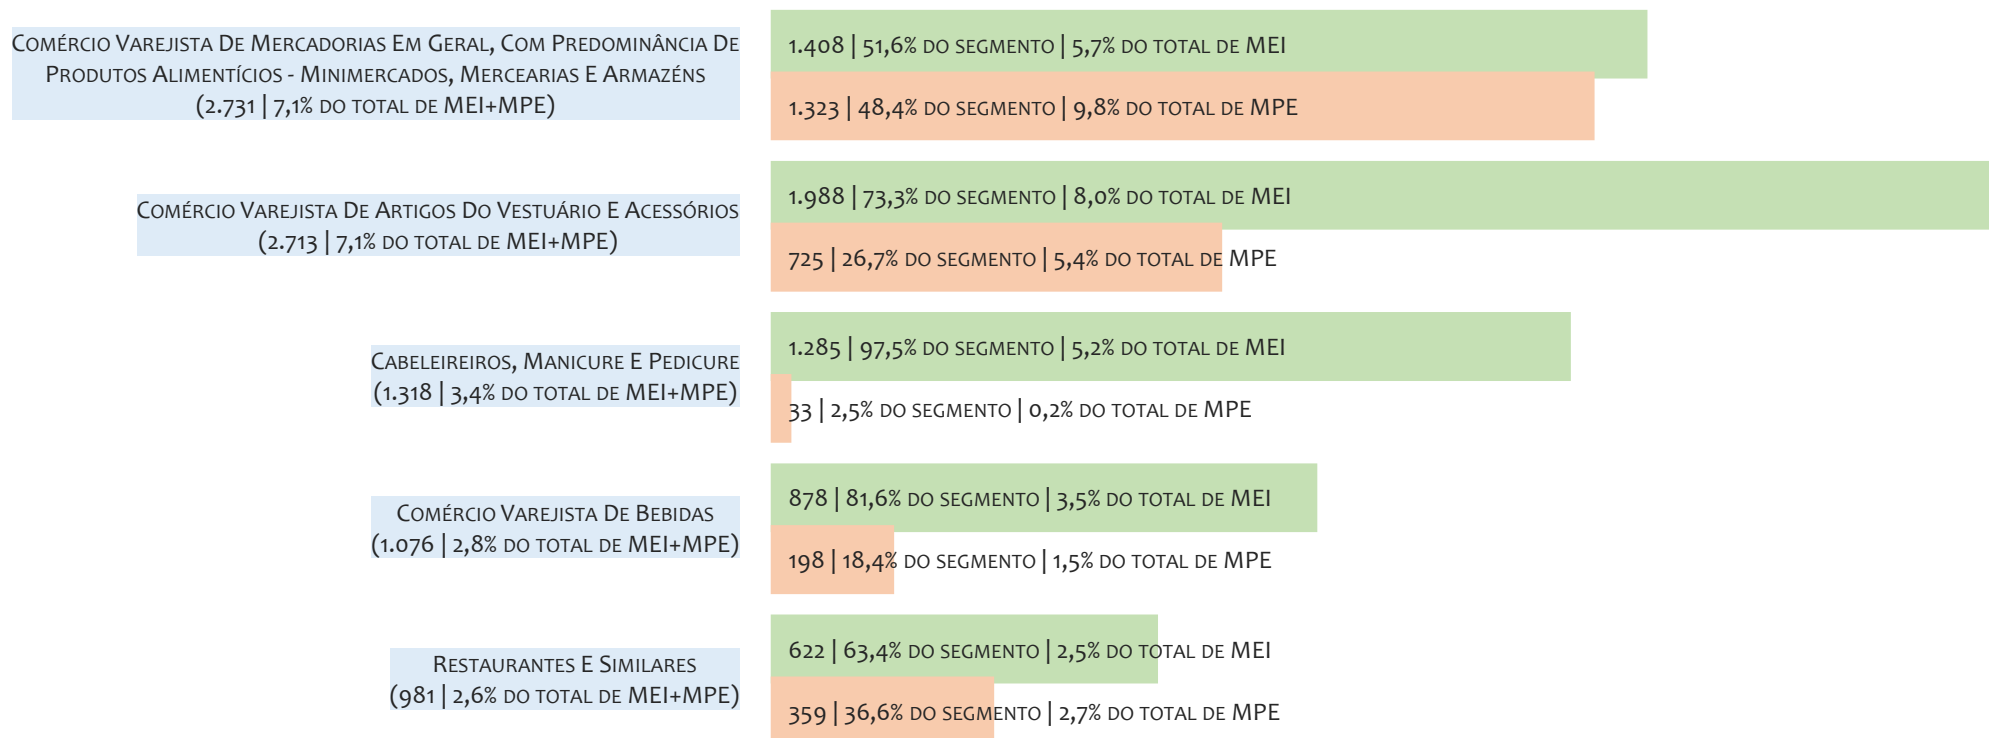 Comércio Varejista De Mercadorias Em Geral, Com Predominância De
Produtos Alimentícios - Minimercados, Mercearias E Armazéns
(2.731 | 7,1% do total de MEI+MPE)
1.408 | 51,6% do segmento | 5,7% do total de MEI
1.323 | 48,4% do segmento | 9,8% do total de MPE
Comércio Varejista De Artigos Do Vestuário E Acessórios
(2.713 | 7,1% do total de MEI+MPE)
1.988 | 73,3% do segmento | 8,0% do total de MEI
725 | 26,7% do segmento | 5,4% do total de MPE
Cabeleireiros, Manicure E Pedicure
(1.318 | 3,4% do total de MEI+MPE)
1.285 | 97,5% do segmento | 5,2% do total de MEI
33 | 2,5% do segmento | 0,2% do total de MPE
Comércio Varejista De Bebidas
(1.076 | 2,8% do total de MEI+MPE)
878 | 81,6% do segmento | 3,5% do total de MEI
198 | 18,4% do segmento | 1,5% do total de MPE
Restaurantes E Similares
(981 | 2,6% do total de MEI+MPE)
622 | 63,4% do segmento | 2,5% do total de MEI
359 | 36,6% do segmento | 2,7% do total de MPE